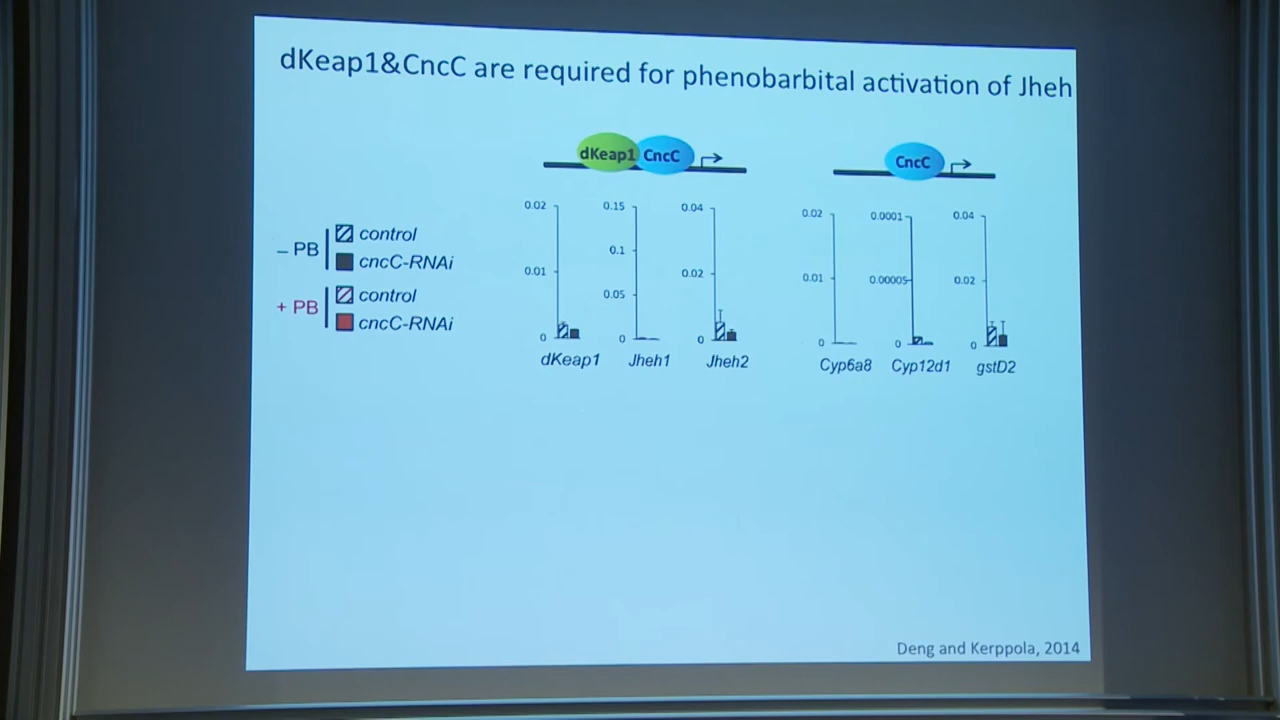 dKeap1&CncC are required for phenobarbital activation of Jheh
dKeap1 CncC
CncC
– PB
control
cncC-RNAi
+ PB
control
cncC-RNAi
0.02
0.01
0
dKeap1
0.15
0.1
0.05
0
Jheh1
0.04
0.02
0
Jheh2
0.02
0.01
0
Cyp6a8
0.0001
0.00005
0
Cyp12d1
0.04
0.02
0
gstD2
Deng and Kerppola, 2014